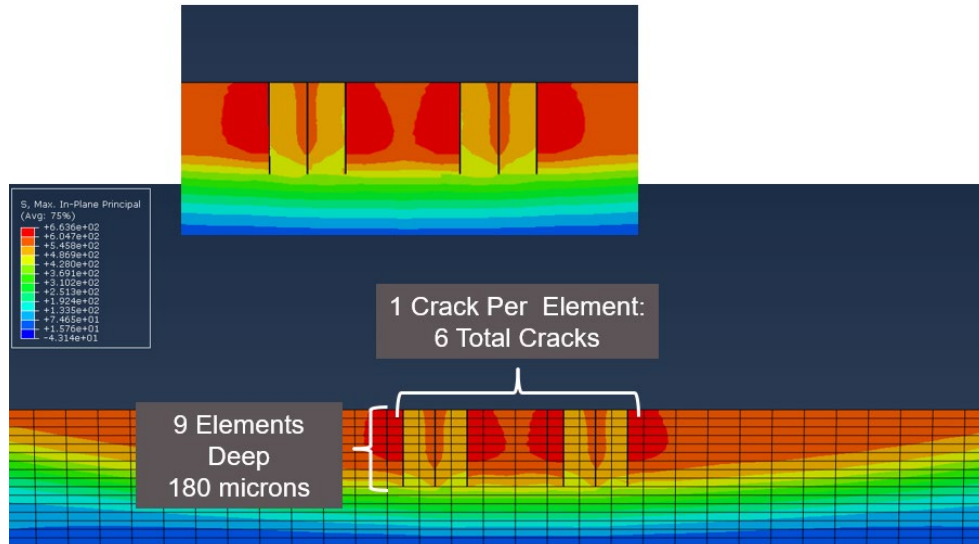 S, Max. In-Plane Principal
(Avg: 75%)
+6.636e+02
+6.047e+02
+5.458e+02
+4.869e+02
+4.280e+02
+3.691e+02
+3.102e+02
+2.513e+02
+1.924e+02
+1.335e+02
+7.465e+01
+1.576e+01
-4.314e+01
1 Crack Per Element:
6 Total Cracks
9 Elements
Deep
180 microns